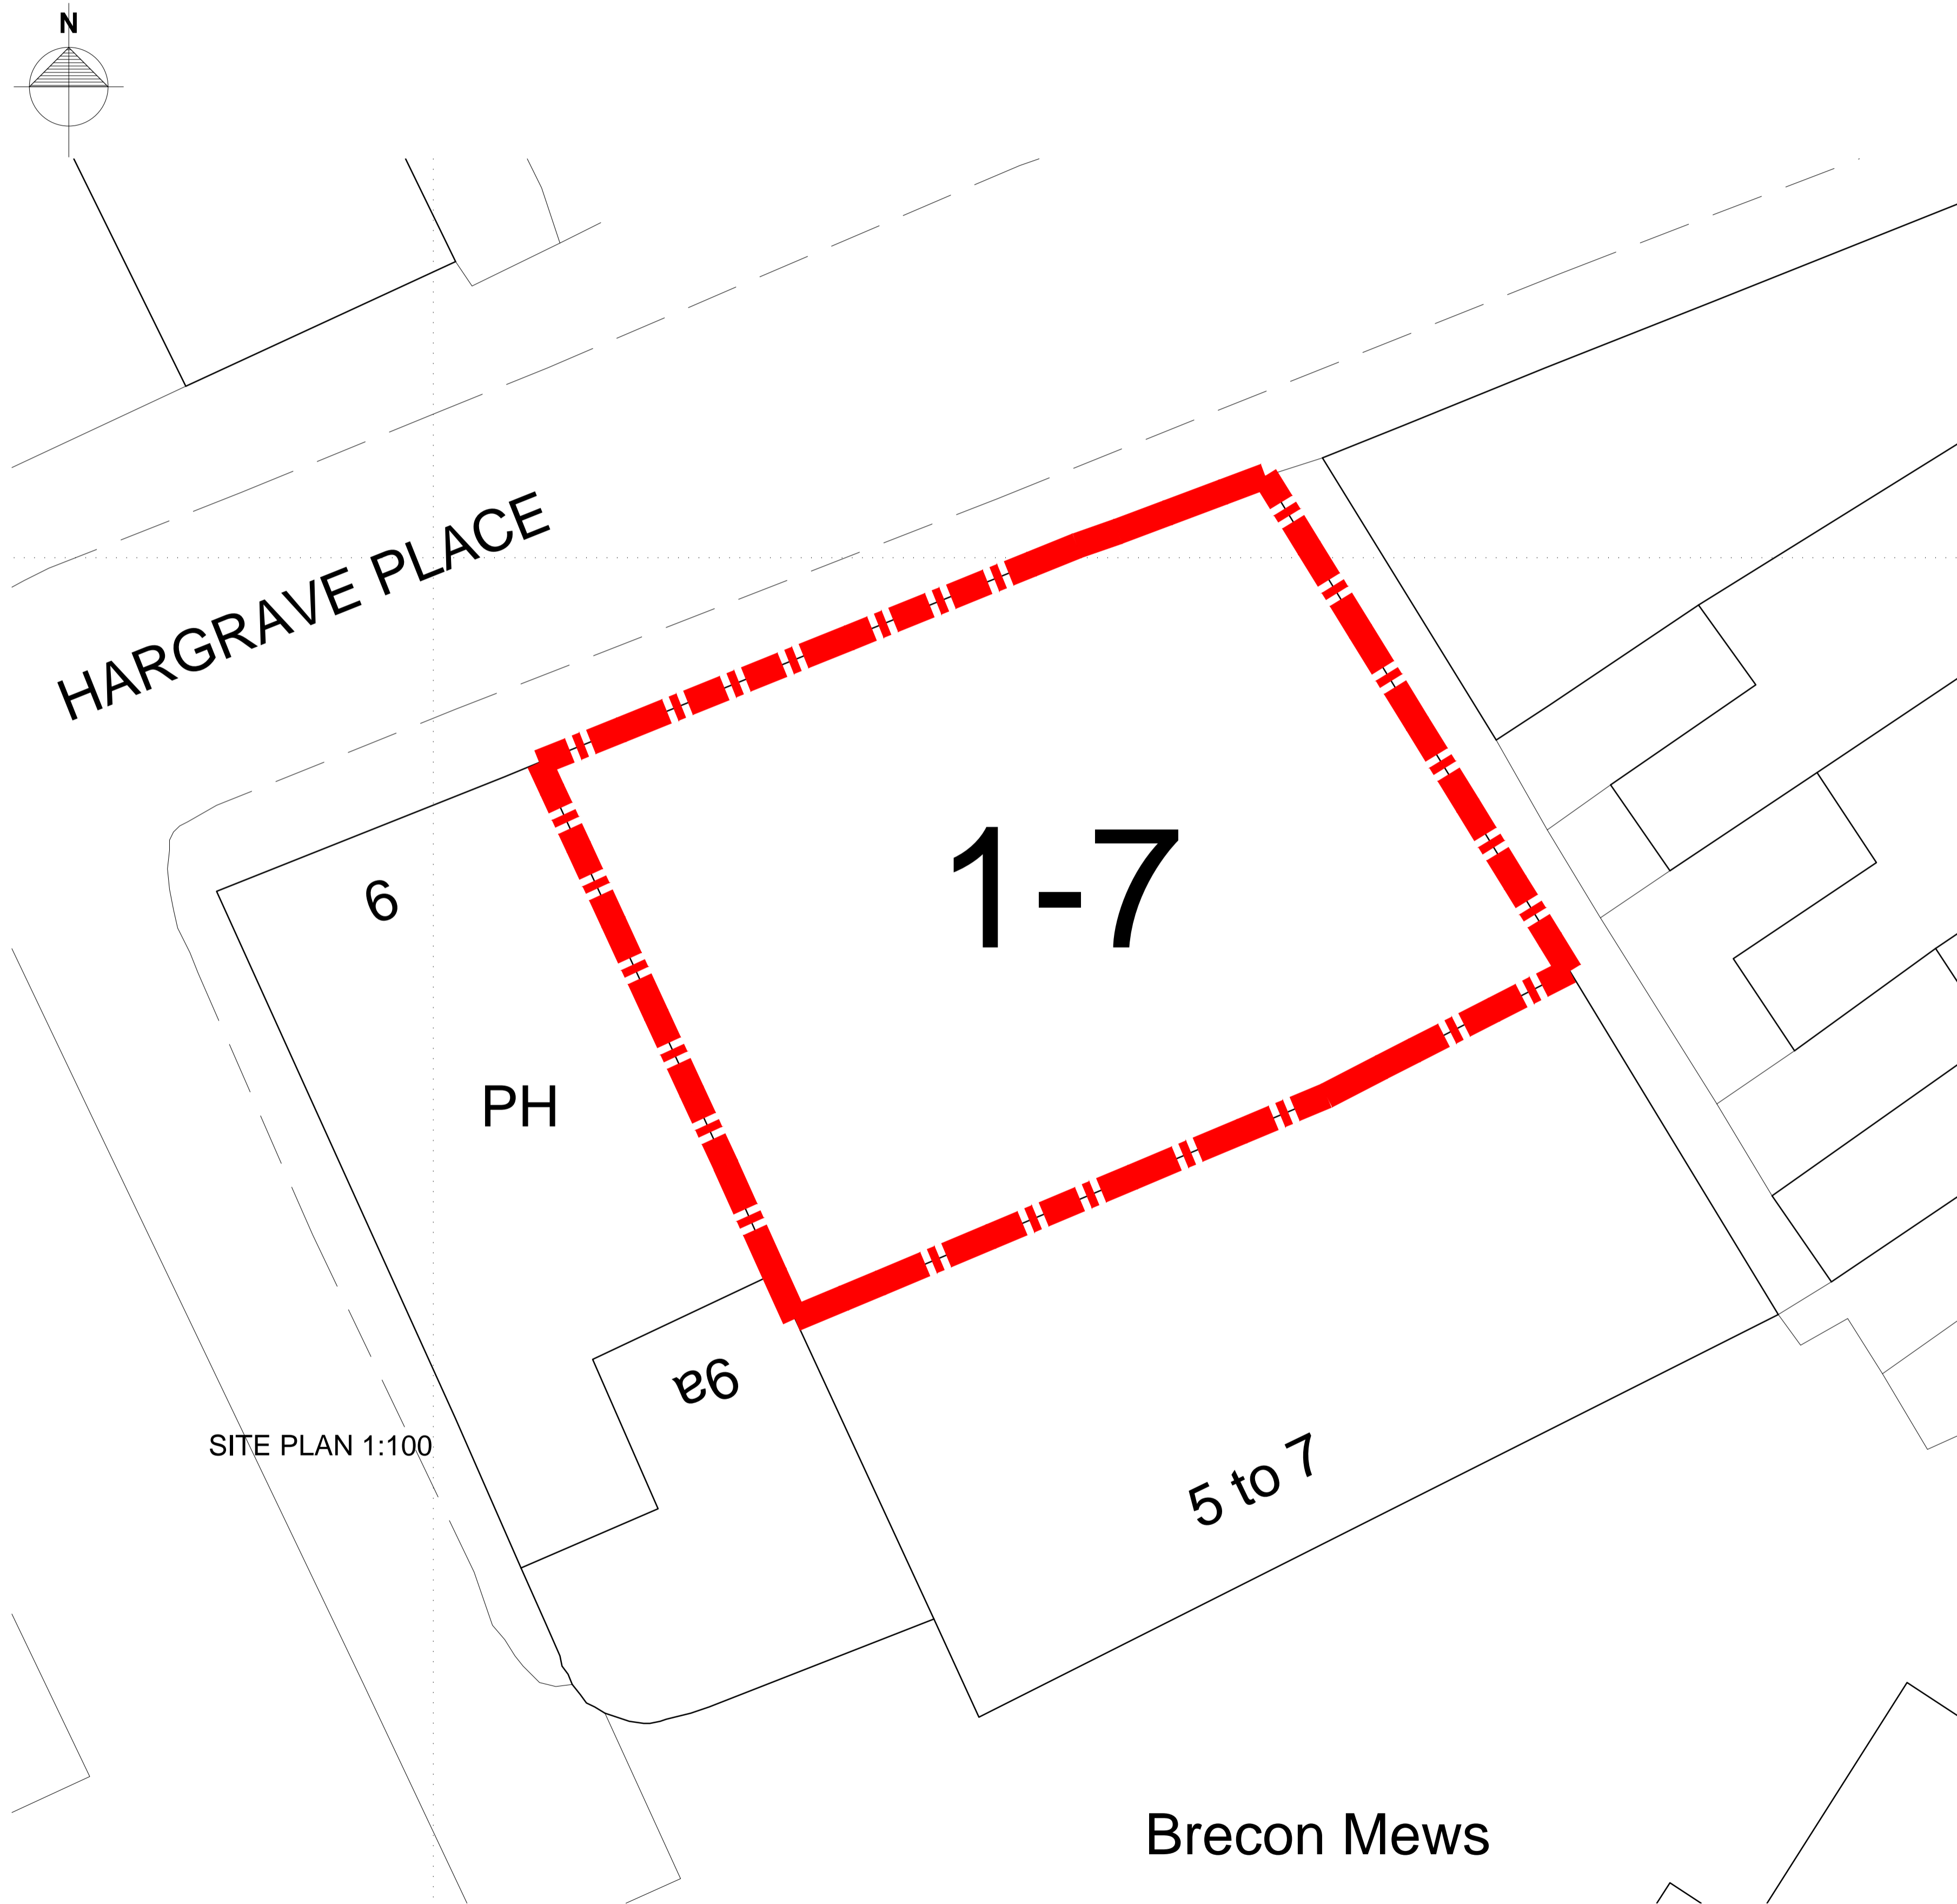 N
HARGRAVE PLACE
1-7
6
PH
9a
SITE PLAN 1:100
5 to 7
Brecon Mews